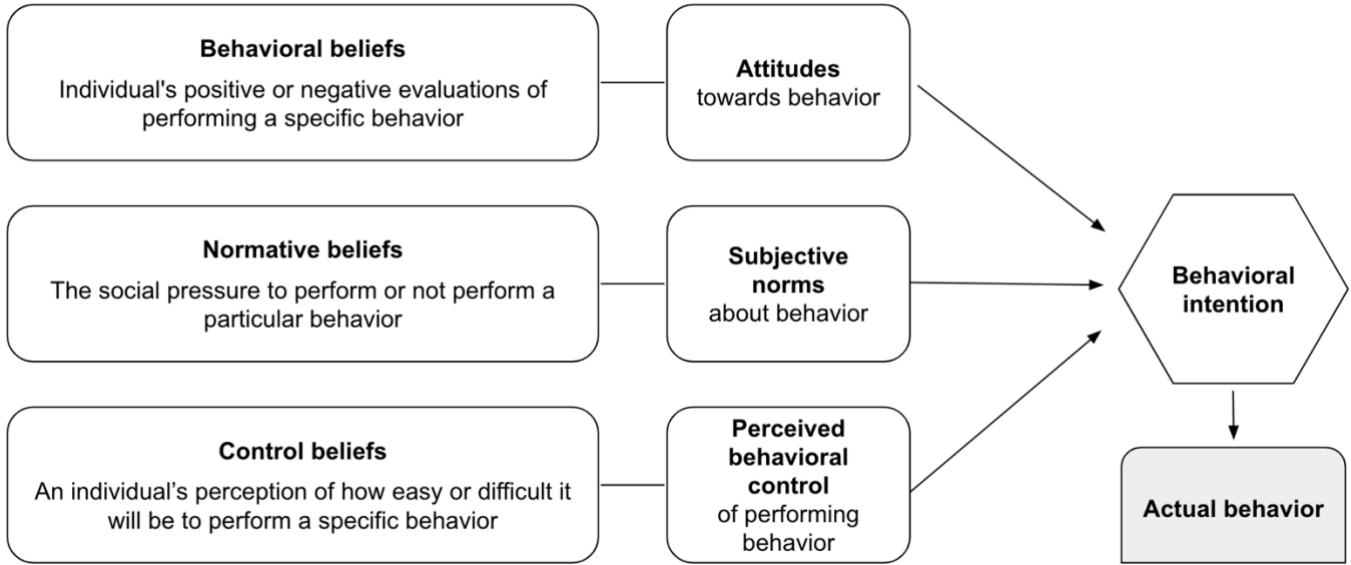 Behavioral beliefs
Individual's positive or negative evaluations of
performing a specific behavior
Attitudes
towards behavior
Normative beliefs
The social pressure to perform or not perform a
particular behavior
Subjective
norms
about behavior
Behavioral
intention
Control beliefs
An individual’s perception of how easy or difficult it
will be to perform a specific behavior
Perceived
behavioral
control
of performing
behavior
Actual behavior